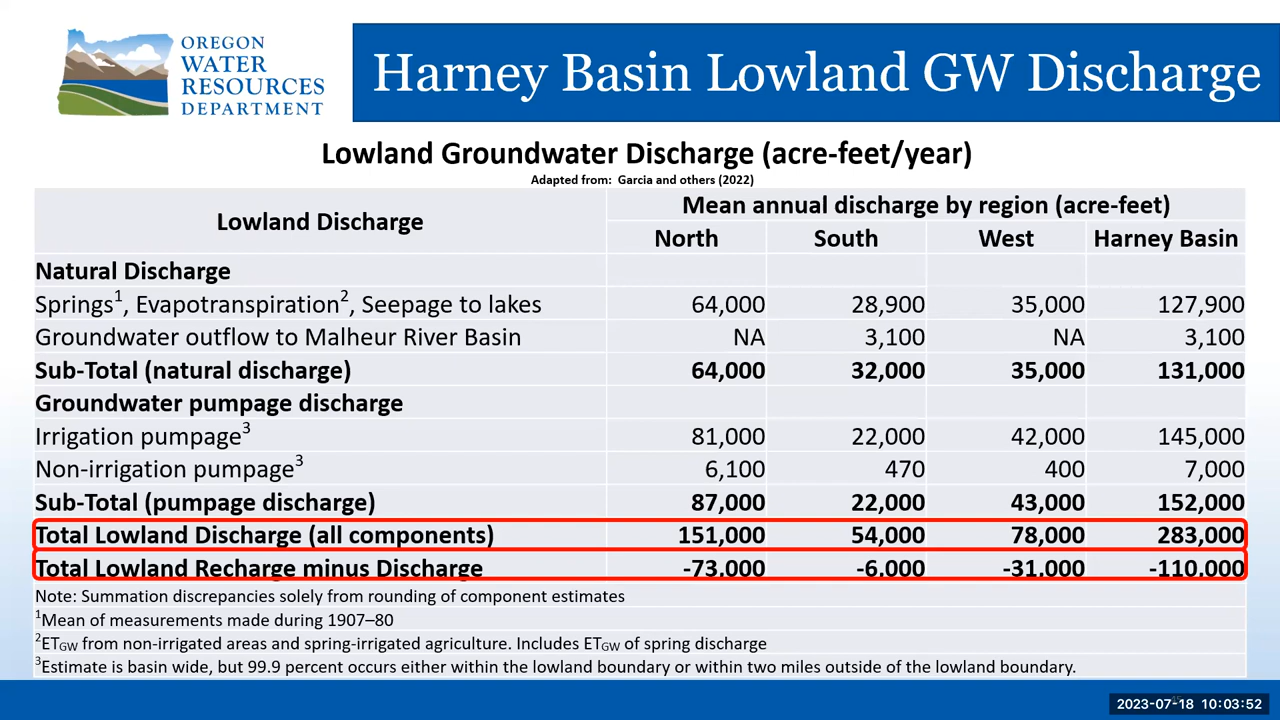 OREGON
WATER
RESOURCES
DEPARTMENT
Harney Basin Lowland GW Discharge
Lowland Groundwater Discharge (acre-feet/year)
Adapted from: Garcia and others (2022)
Lowland Discharge
Mean annual discharge by region (acre-feet)
North South West Harney Basin
Natural Discharge
Springs¹, Evapotranspiration², Seepage to lakes 64,000 28,900 35,000 127,900
Groundwater outflow to Malheur River Basin NA 3,100 NA 3,100
Sub-Total (natural discharge) 64,000 32,000 35,000 131,000
Groundwater pumpage discharge
Irrigation pumpage³ 81,000 22,000 42,000 145,000
Non-irrigation pumpage³ 6,100 470 400 7,000
Sub-Total (pumpage discharge) 87,000 22,000 43,000 152,000
Total Lowland Discharge (all components) 151,000 54,000 78,000 283,000
Total Lowland Recharge minus Discharge -73,000 -6,000 -31,000 -110,000
Note: Summation discrepancies solely from rounding of component estimates
¹Mean of measurements made during 1907–80
²ETGW from non-irrigated areas and spring-irrigated agriculture. Includes ETGW of spring discharge
³Estimate is basin wide, but 99.9 percent occurs either within the lowland boundary or within two miles outside of the lowland boundary.
2023-07-18 10:03:52